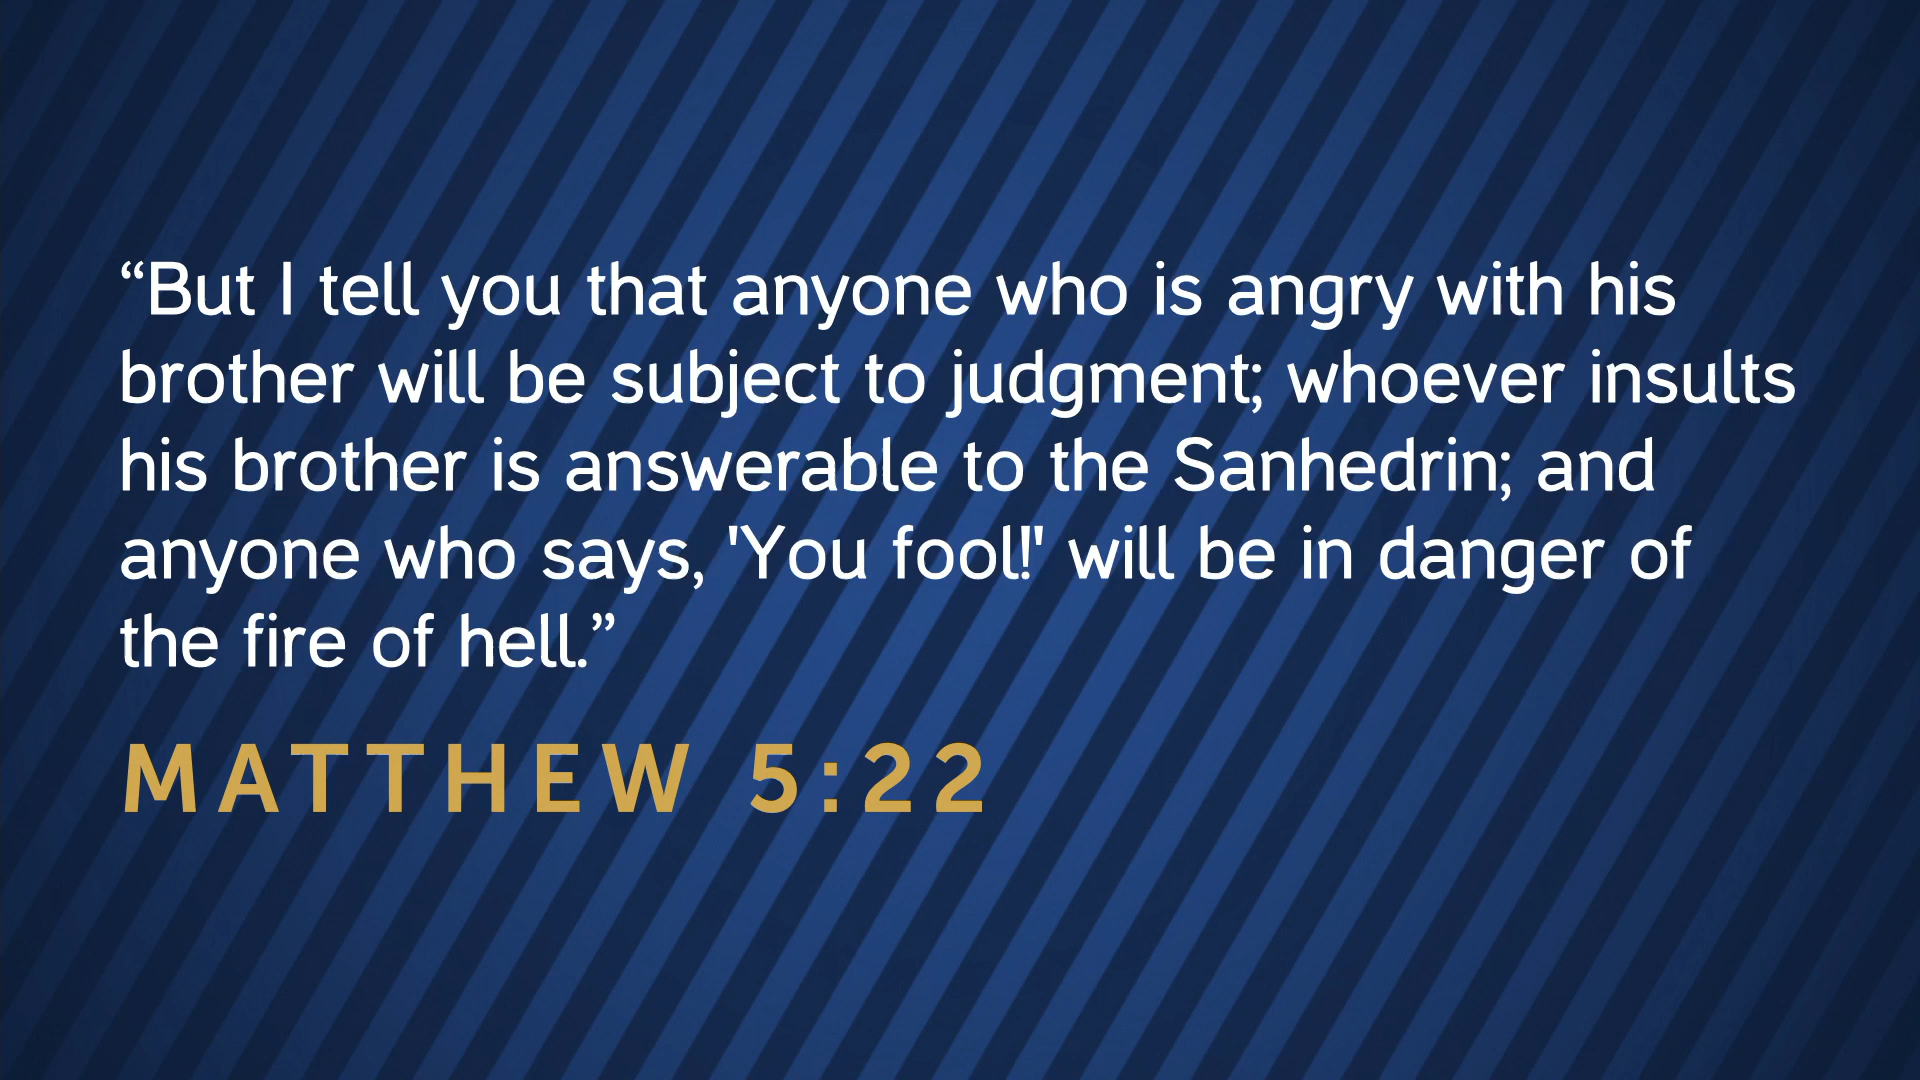 “But I tell you that anyone who is angry with his
brother will be subject to judgment; whoever insults
his brother is answerable to the Sanhedrin; and
anyone who says, 'You fool!' will be in danger of
the fire of hell.”
MATTHEW 5:22